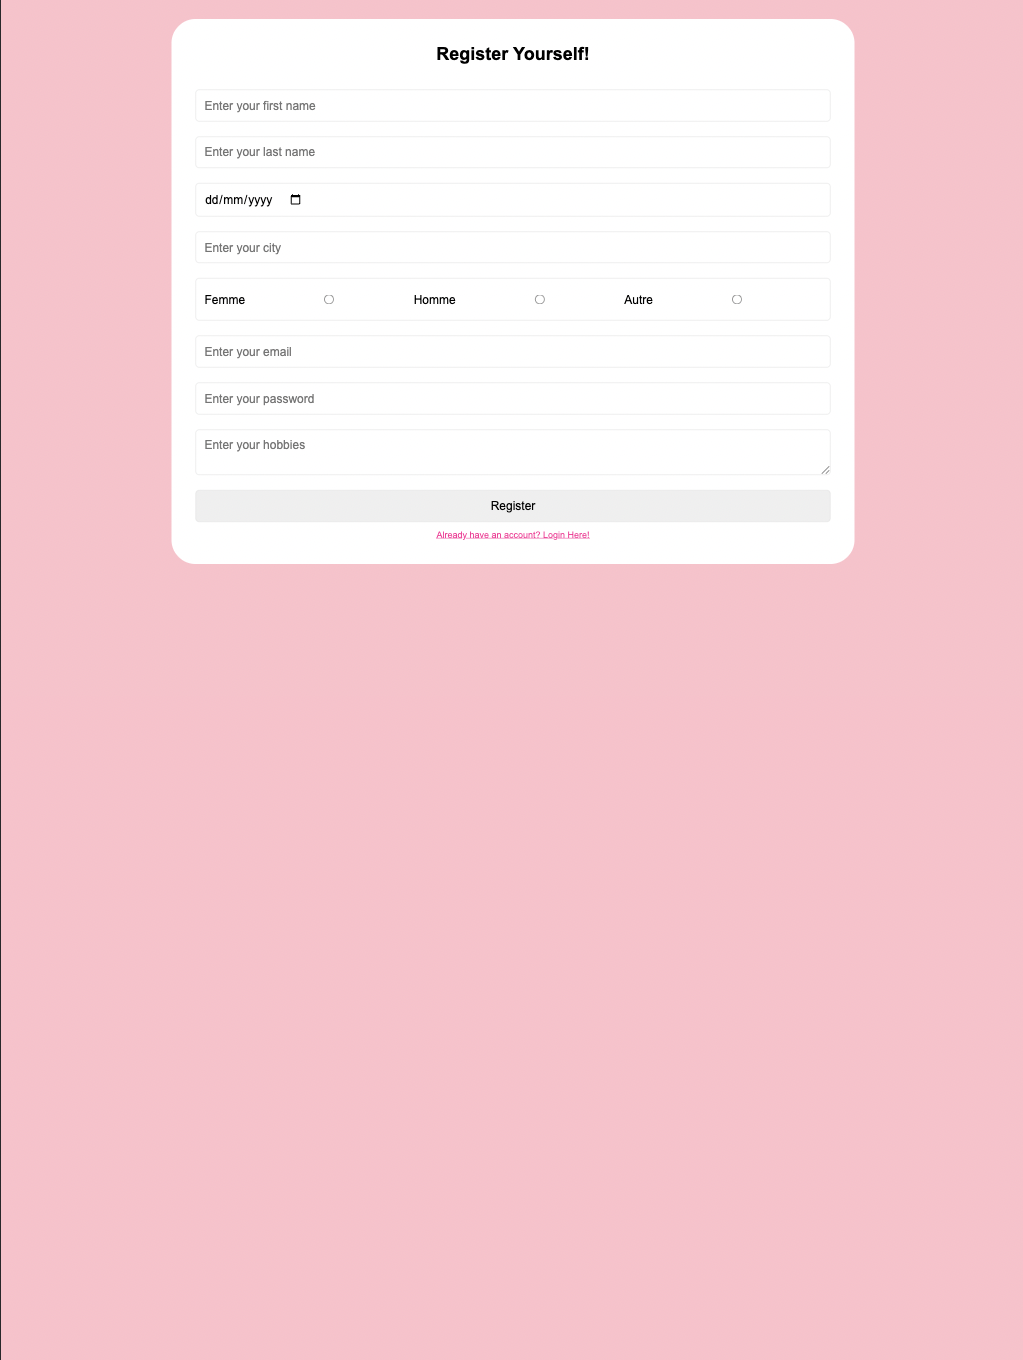 Register Yourself!
Enter your first name
Enter your last name
dd/mm/yyyy
Enter your city
Femme Homme Autre
Enter your email
Enter your password
Enter your hobbies
Register
Already have an account? Login Here!